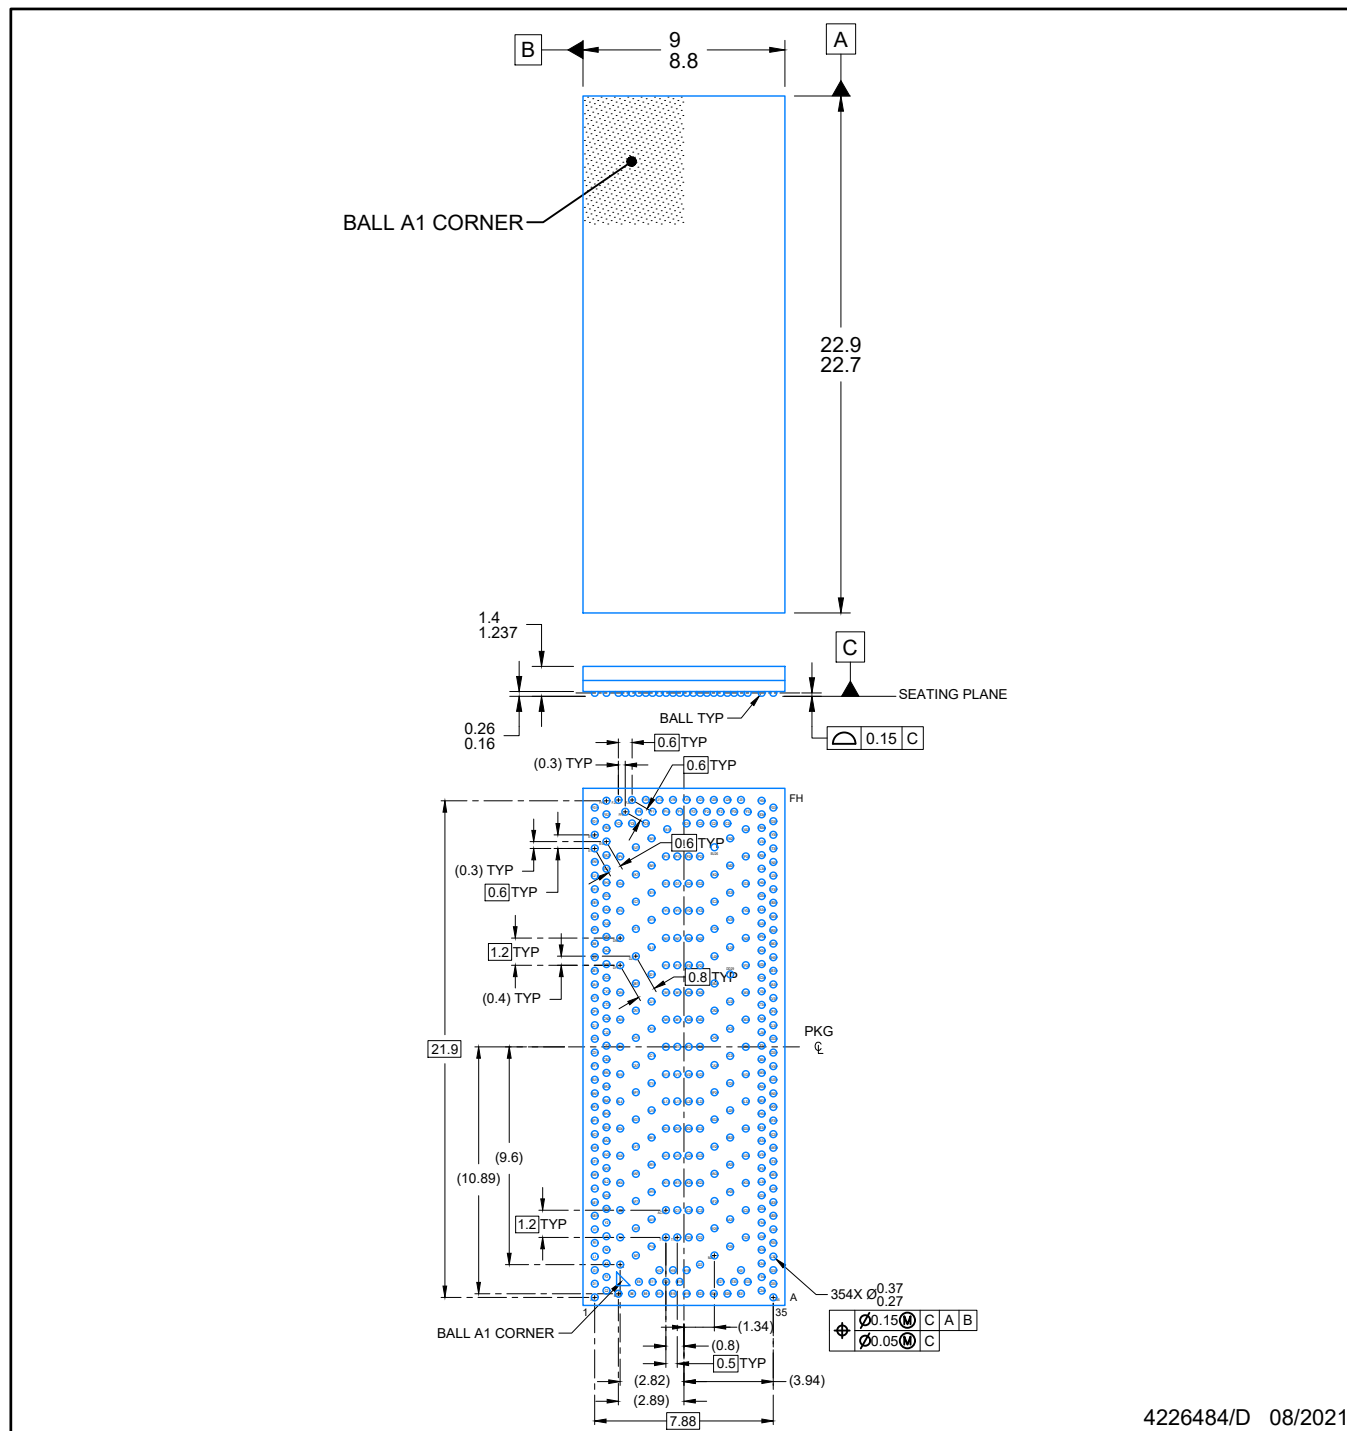 B
9
8.8
A
BALL A1 CORNER
22.9
22.7
1.4
1.237
C
SEATING PLANE
BALL TYP
0.26
0.16
0.15 C
0.6 TYP
(0.3) TYP
0.6 TYP
FH
0.6 TYP
(0.3) TYP
0.6 TYP
1.2 TYP
0.8 TYP
(0.4) TYP
PKG
℄
21.9
(9.6)
(10.89)
1.2 TYP
354X Ø 0.37
0.27
A
1
35
Ø0.15Ⓜ C A B
Ø0.05Ⓜ C
BALL A1 CORNER
(1.34)
(0.8)
0.5 TYP
(2.82)
(3.94)
(2.89)
7.88
4226484/D 08/2021